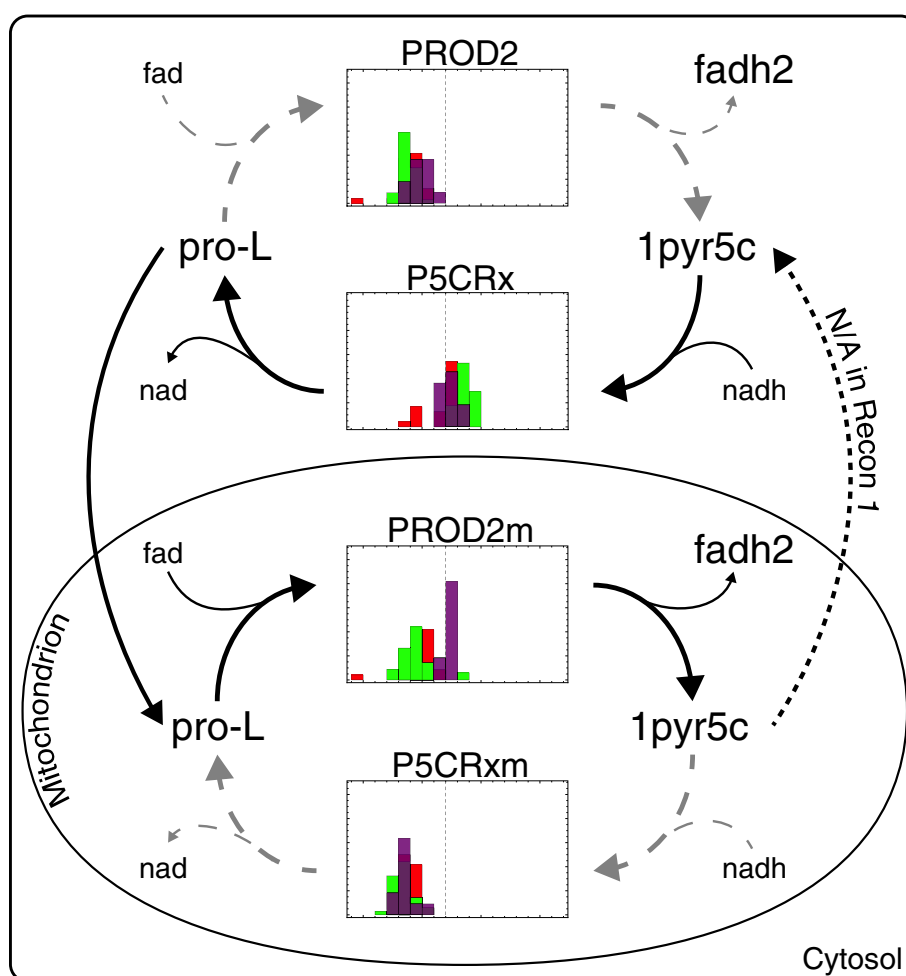 PROD2
fad
fadh2
pro-L
1pyr5c
P5CRx
nad
nadh
N/A in Recon 1
PROD2m
fad
fadh2
Mitochondrion
pro-L
1pyr5c
P5CRxm
nad
nadh
Cytosol